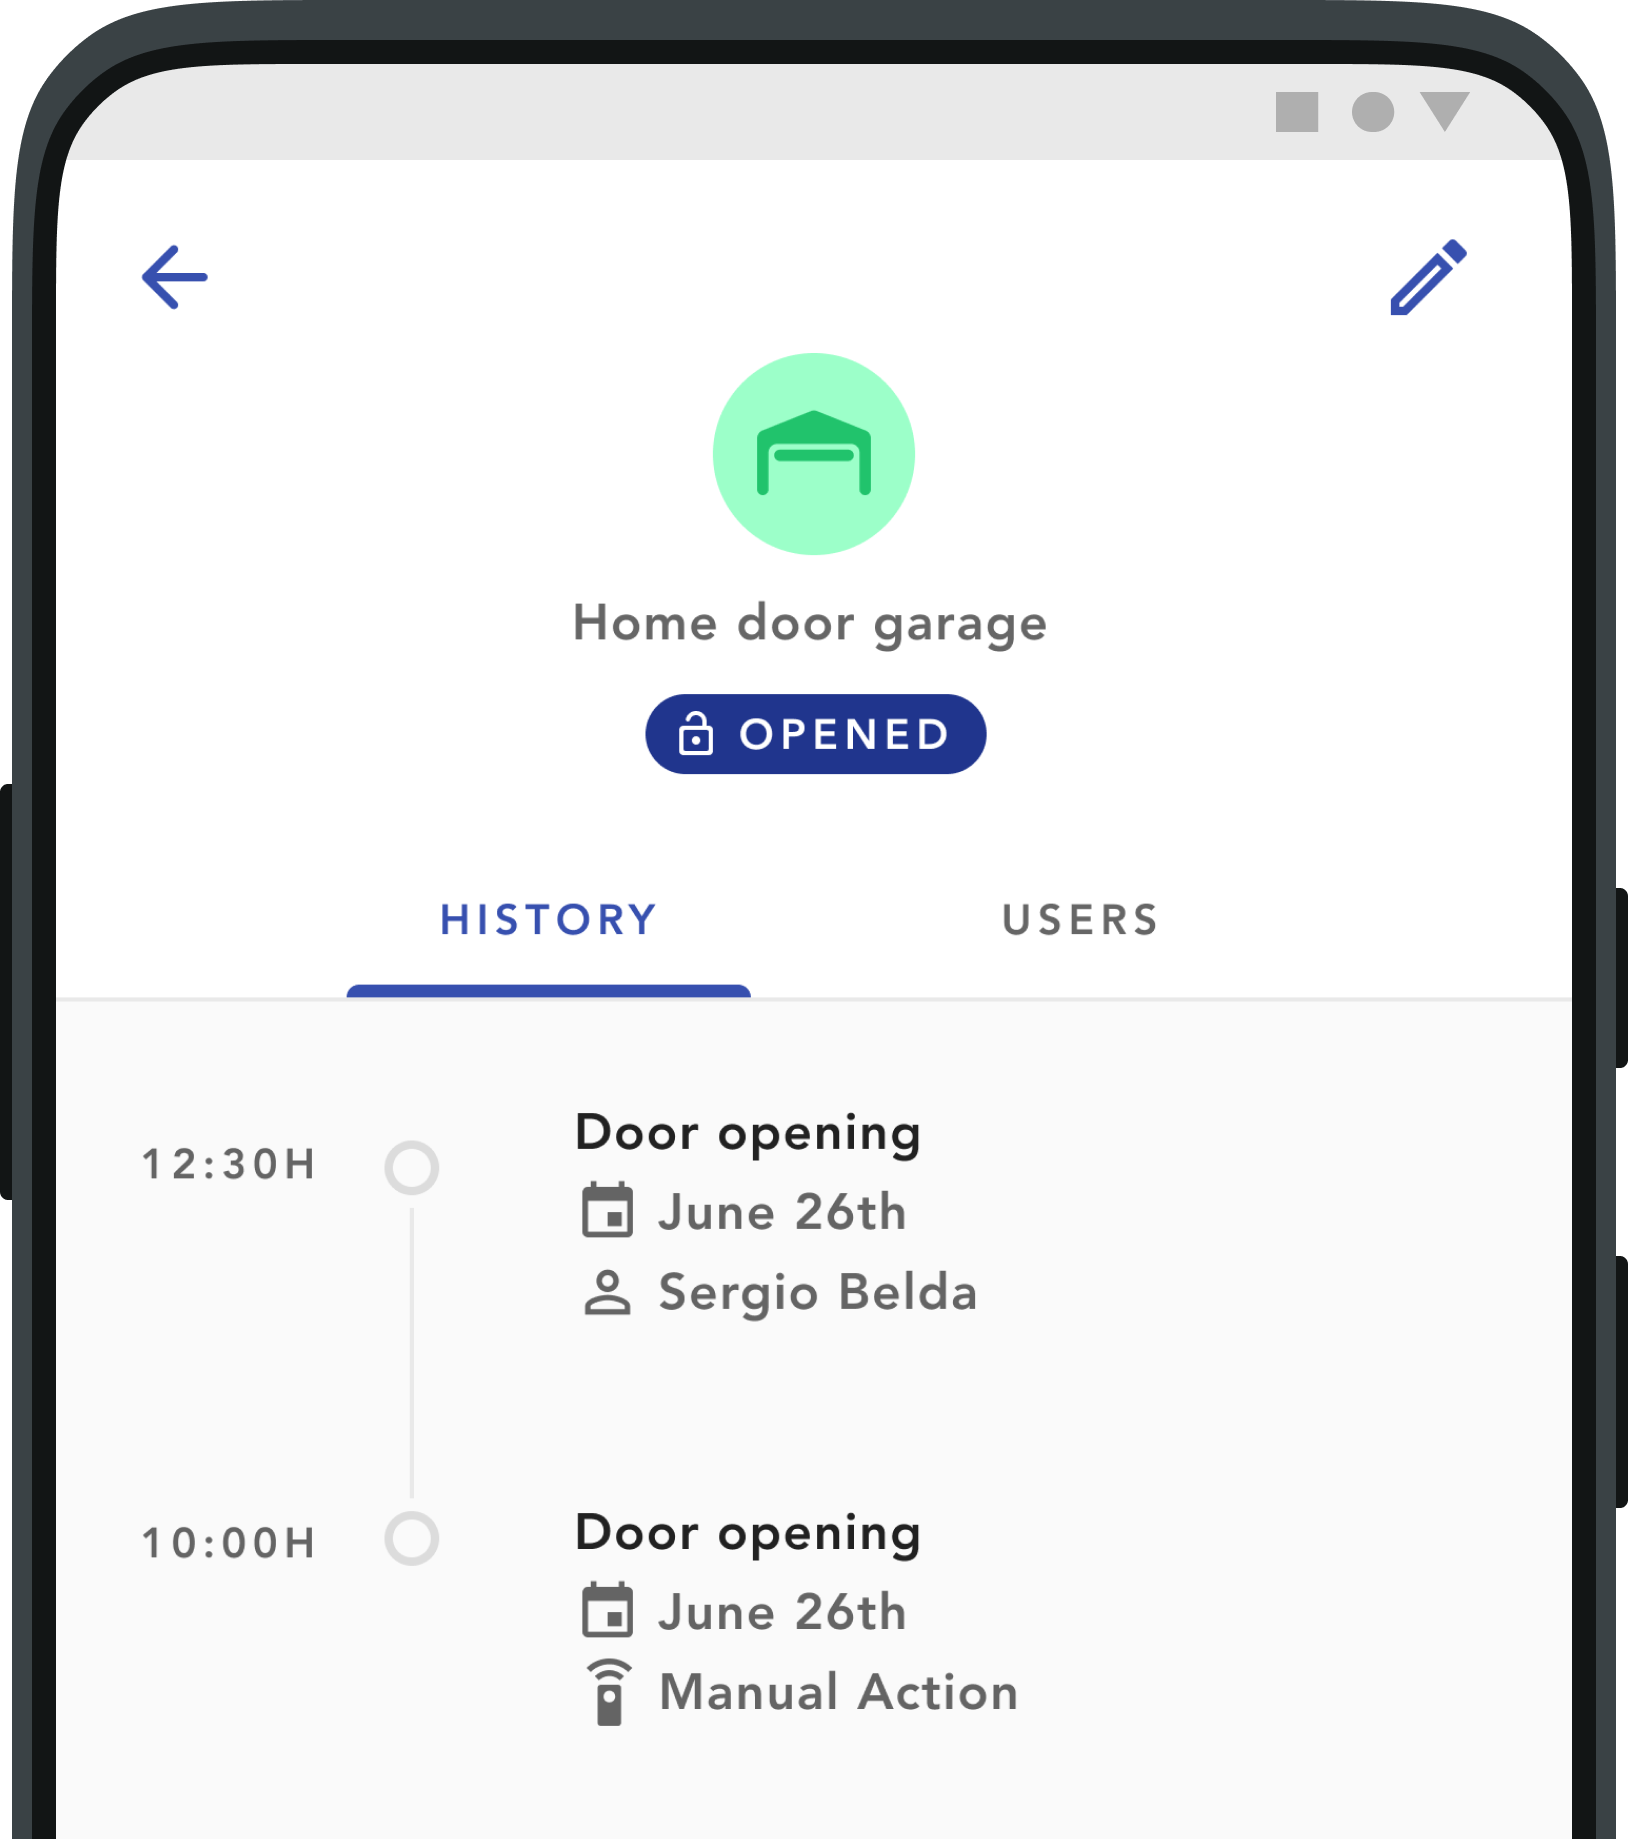 Home door garage
OPENED
HISTORY
USERS
12:30H
Door opening
June 26th
Sergio Belda
10:00H
Door opening
June 26th
Manual Action